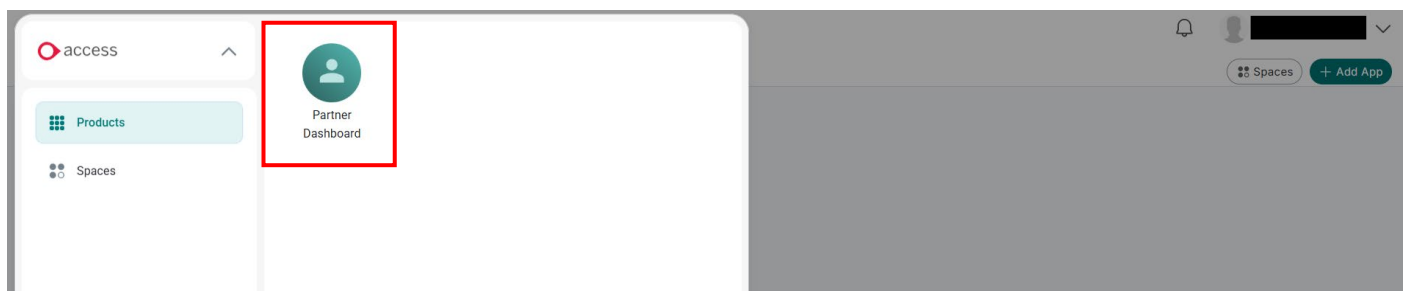 access
Products
Spaces
Partner
Dashboard
Spaces
+ Add App